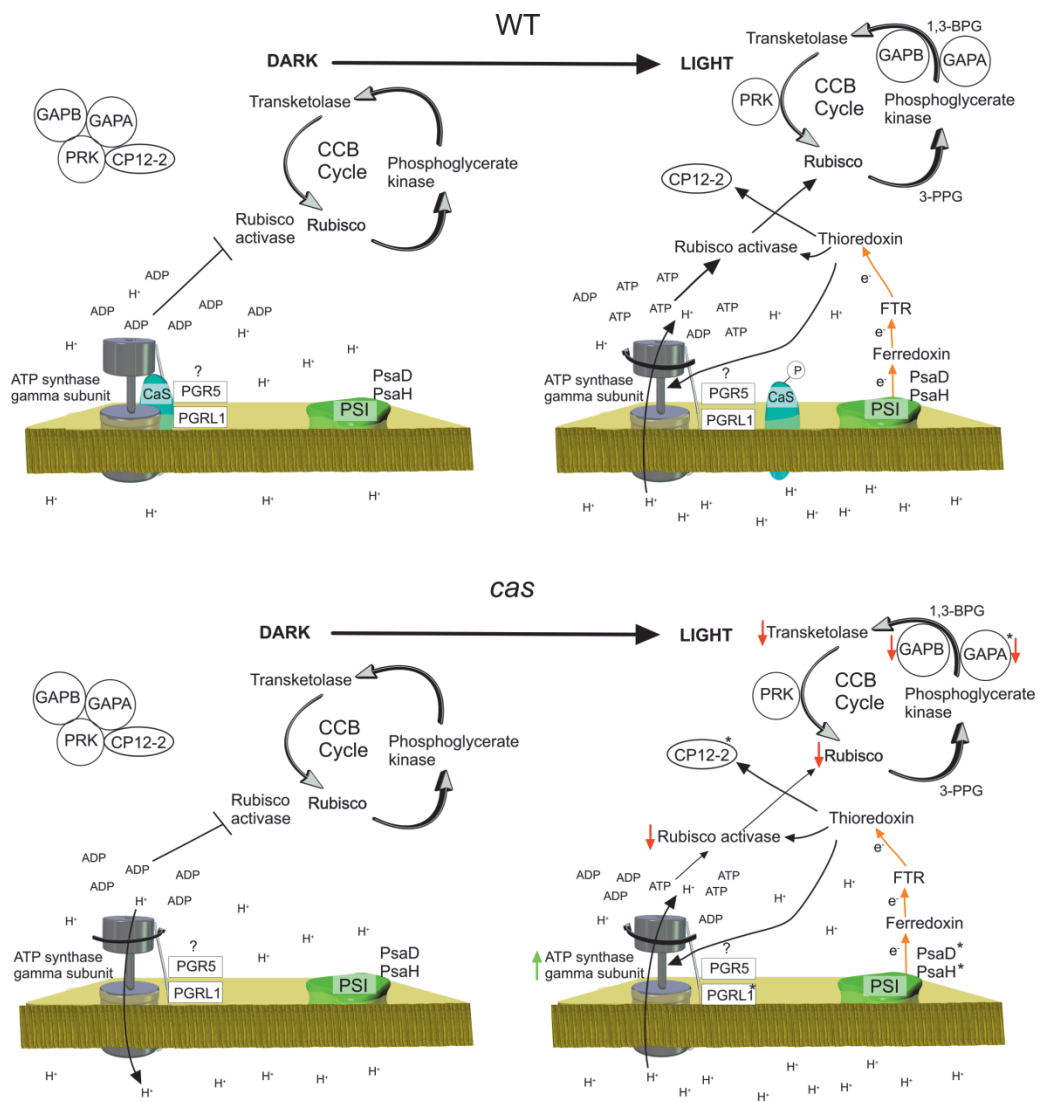 WT
DARK
LIGHT
GAPB
GAPA
PRK
CP12-2
Transketolase
CCB
Cycle
Phosphoglycerate
kinase
Rubisco
activase
Rubisco
ADP
H⁺
ADP
ADP
ADP
ADP
ADP
H⁺
H⁺
H⁺
H⁺
H⁺
ATP synthase
gamma subunit
CaS
?
PGR5
PGRL1
PsaD
PsaH
PSI
H⁺
H⁺
H⁺
H⁺
1,3-BPG
Transketolase
GAPB
GAPA
PRK
CCB
Cycle
Phosphoglycerate
kinase
Rubisco
3-PPG
CP12-2
Rubisco activase
Thioredoxin
e⁻
FTR
e⁻
Ferredoxin
e⁻
ADP
ATP
ATP
ADP
ATP
ATP
ATP
H⁺
ADP
ATP
H⁺
H⁺
H⁺
H⁺
ATP synthase
gamma subunit
?
PGR5
PGRL1
P
CaS
PsaD
PsaH
PSI
H⁺
H⁺
H⁺
H⁺
H⁺
H⁺
H⁺
H⁺
H⁺
H⁺
cas
DARK
LIGHT
GAPB
GAPA
PRK
CP12-2
Transketolase
CCB
Cycle
Phosphoglycerate
kinase
Rubisco
activase
Rubisco
ADP
ADP
ADP
ADP
H⁺
ADP
H⁺
H⁺
H⁺
H⁺
H⁺
ATP synthase
gamma subunit
?
PGR5
PGRL1
PsaD
PsaH
PSI
H⁺
H⁺
H⁺
H⁺
H⁺
H⁺
1,3-BPG
Transketolase
GAPB
GAPA*
PRK
CCB
Cycle
Phosphoglycerate
kinase
Rubisco
3-PPG
CP12-2*
Rubisco activase
Thioredoxin
e⁻
FTR
e⁻
Ferredoxin
e⁻
ADP
ADP
ATP
ADP
ATP
H⁺
ATP
ADP
H⁺
H⁺
H⁺
H⁺
ATP synthase
gamma subunit
?
PGR5
PGRL1*
PsaD*
PsaH*
PSI
H⁺
H⁺
H⁺
H⁺
H⁺
H⁺
H⁺
H⁺
H⁺
H⁺